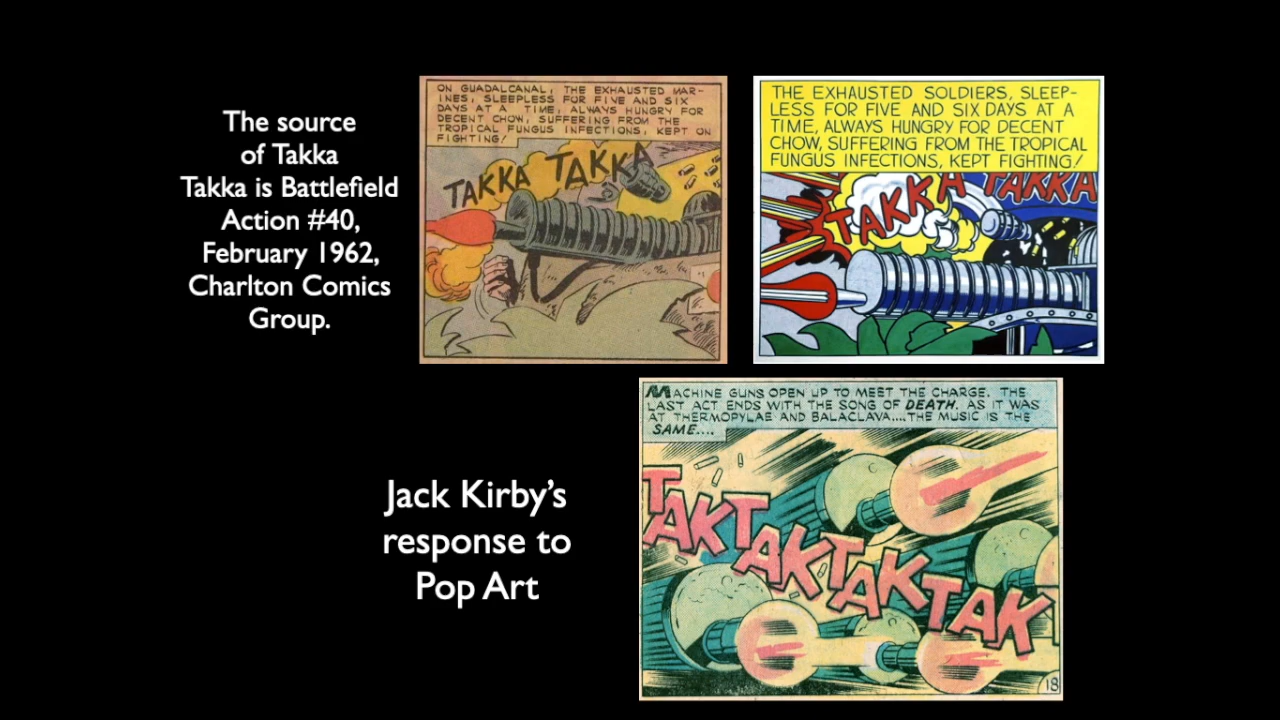 The source
of Takka
Takka is Battlefield
Action #40,
February 1962,
Charlton Comics
Group.
ON GUADALCANAL, THE EXHAUSTED MAR-
INES, SLEEPLESS FOR FIVE AND SIX
DAYS AT A TIME, ALWAYS HUNGRY FOR
DECENT CHOW, SUFFERING FROM THE
TROPICAL FUNGUS INFECTIONS, KEPT ON
FIGHTING!
TAKKA TAKKA
THE EXHAUSTED SOLDIERS, SLEEP-
LESS FOR FIVE AND SIX DAYS AT A
TIME, ALWAYS HUNGRY FOR DECENT
CHOW, SUFFERING FROM THE TROPICAL
FUNGUS INFECTIONS, KEPT FIGHTING!
TAKKA TAKKA
Jack Kirby’s
response to
Pop Art
MACHINE GUNS OPEN UP TO MEET THE CHARGE. THE
LAST ACT ENDS WITH THE SONG OF DEATH. AS IT WAS
AT THERMOPYLAE AND BALACLAVA....THE MUSIC IS THE
SAME....
TAKTAKTAKTAK
18